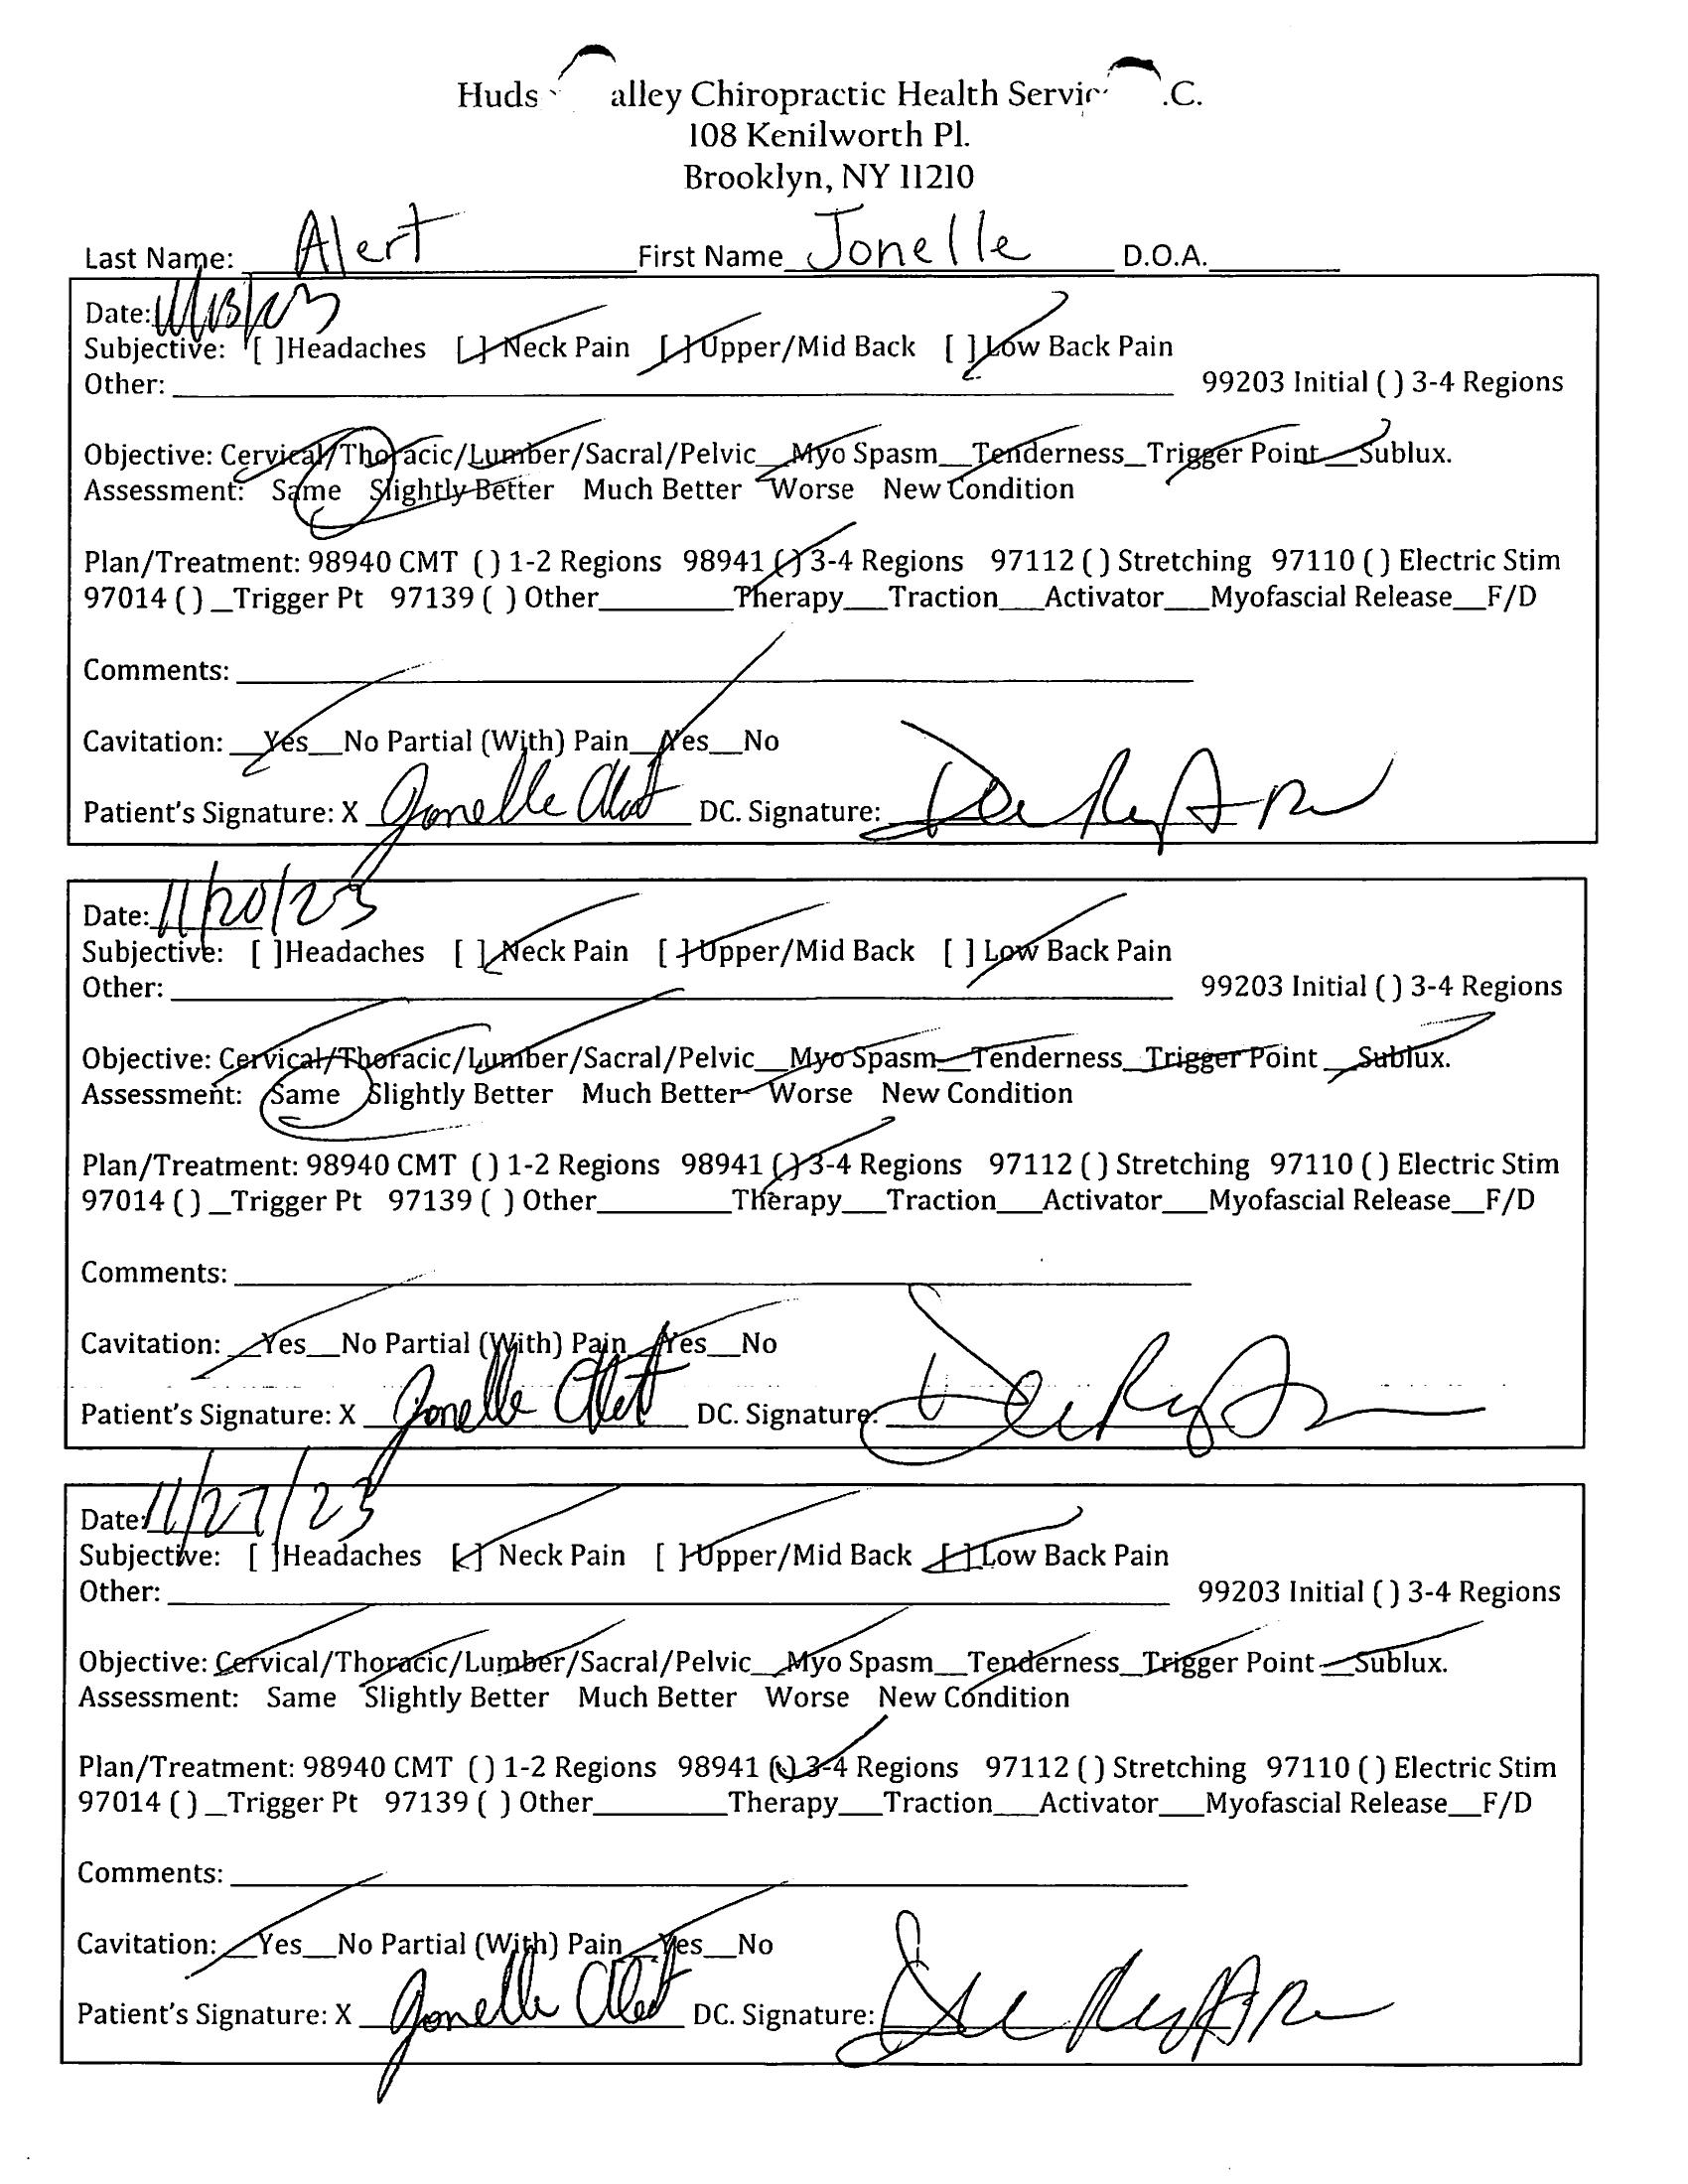 Huds alley Chiropractic Health Servic .C.
108 Kenilworth Pl.
Brooklyn, NY 11210
Last Name: Alert First Name Jonelle D.O.A.
Date: 11/13/23
Subjective: [ ]Headaches [ ] Neck Pain [ ] Upper/Mid Back [ ] Low Back Pain
Other: 99203 Initial ( ) 3-4 Regions
Objective: Cervical/Thoracic/Lumber/Sacral/Pelvic__Myo Spasm__Tenderness_Trigger Point__Sublux.
Assessment: Same Slightly Better Much Better Worse New Condition
Plan/Treatment: 98940 CMT ( ) 1-2 Regions 98941 ( ) 3-4 Regions 97112 ( ) Stretching 97110 ( ) Electric Stim
97014 ( ) _Trigger Pt 97139 ( ) Other________Therapy___Traction___Activator___Myofascial Release__F/D
Comments:
Cavitation: __Yes__No Partial (With) Pain__Yes__No
Patient's Signature: X Jonelle Alert DC. Signature:
Date: 11/20/23
Subjective: [ ]Headaches [ ] Neck Pain [ ] Upper/Mid Back [ ] Low Back Pain
Other: 99203 Initial ( ) 3-4 Regions
Objective: Cervical/Thoracic/Lumber/Sacral/Pelvic__Myo Spasm__Tenderness_Trigger Point__Sublux.
Assessment: Same Slightly Better Much Better Worse New Condition
Plan/Treatment: 98940 CMT ( ) 1-2 Regions 98941 ( ) 3-4 Regions 97112 ( ) Stretching 97110 ( ) Electric Stim
97014 ( ) _Trigger Pt 97139 ( ) Other________Therapy___Traction___Activator___Myofascial Release__F/D
Comments:
Cavitation: __Yes__No Partial (With) Pain__Yes__No
Patient's Signature: X Jonelle Alert DC. Signature:
Date: 11/27/23
Subjective: [ ]Headaches [ ] Neck Pain [ ] Upper/Mid Back [ ] Low Back Pain
Other: 99203 Initial ( ) 3-4 Regions
Objective: Cervical/Thoracic/Lumber/Sacral/Pelvic__Myo Spasm__Tenderness_Trigger Point__Sublux.
Assessment: Same Slightly Better Much Better Worse New Condition
Plan/Treatment: 98940 CMT ( ) 1-2 Regions 98941 ( ) 3-4 Regions 97112 ( ) Stretching 97110 ( ) Electric Stim
97014 ( ) _Trigger Pt 97139 ( ) Other________Therapy___Traction___Activator___Myofascial Release__F/D
Comments:
Cavitation: __Yes__No Partial (With) Pain__Yes__No
Patient's Signature: X Jonelle Alert DC. Signature: